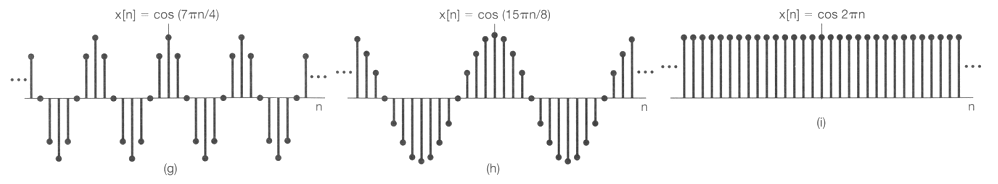 x[n] = cos (7πn/4)
x[n] = cos (15πn/8)
x[n] = cos 2πn
n
n
n
(g)
(h)
(i)